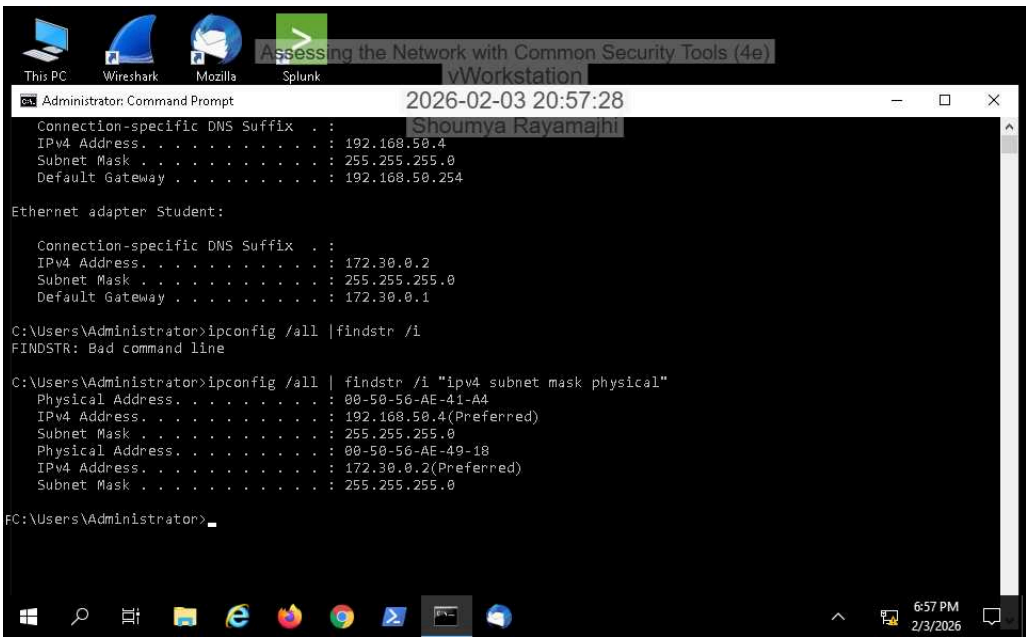 Assessing the Network with Common Security Tools (4e)
vWorkstation
2026-02-03 20:57:28
Shoumya Rayamajhi
This PC
Wireshark
Mozilla
Splunk
Administrator: Command Prompt
Connection-specific DNS Suffix . :
IPv4 Address. . . . . . . . . . . : 192.168.50.4
Subnet Mask . . . . . . . . . . . : 255.255.255.0
Default Gateway . . . . . . . . . : 192.168.50.254
Ethernet adapter Student:
Connection-specific DNS Suffix . :
IPv4 Address. . . . . . . . . . . : 172.30.0.2
Subnet Mask . . . . . . . . . . . : 255.255.255.0
Default Gateway . . . . . . . . . : 172.30.0.1
C:\Users\Administrator>ipconfig /all |findstr /i
FINDSTR: Bad command line
C:\Users\Administrator>ipconfig /all | findstr /i "ipv4 subnet mask physical"
Physical Address. . . . . . . . . : 00-50-56-AE-41-A4
IPv4 Address. . . . . . . . . . . : 192.168.50.4(Preferred)
Subnet Mask . . . . . . . . . . . : 255.255.255.0
Physical Address. . . . . . . . . : 00-50-56-AE-49-18
IPv4 Address. . . . . . . . . . . : 172.30.0.2(Preferred)
Subnet Mask . . . . . . . . . . . : 255.255.255.0
FC:\Users\Administrator>
6:57 PM
2/3/2026